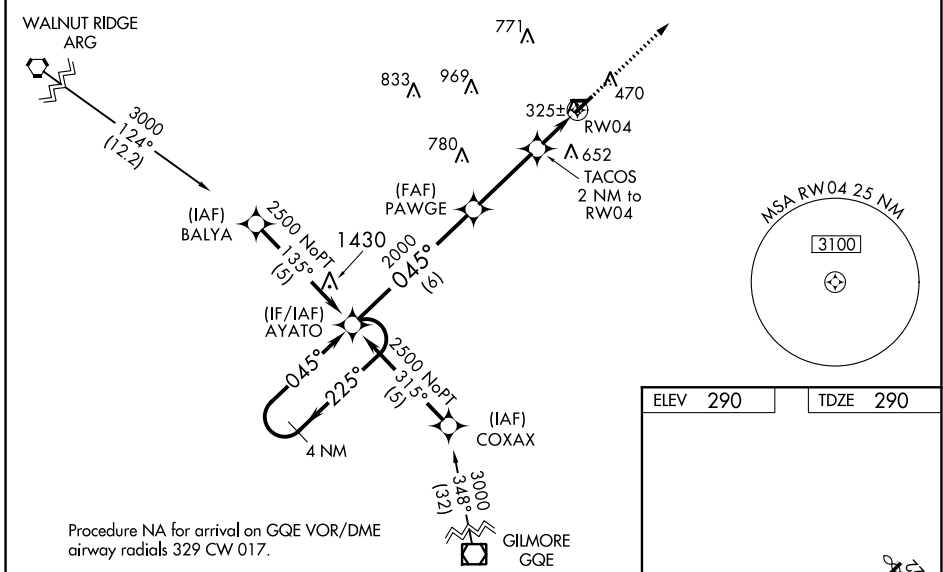 WALNUT RIDGE
ARG
3000
124°
(12.2)
771
833
969
470
325±
RW04
780
652
TACOS
2 NM to
RW04
(FAF)
PAWGE
(IAF)
BALYA
2500 NoPT
135°
(5)
1430
2000
045°
(6)
MSA RW04 25 NM
3100
(IF/IAF)
AYATO
045°
225°
4 NM
2500 NoPT
315°
(5)
(IAF)
COXAX
3000
348°
(32)
GILMORE
GQE
Procedure NA for arrival on GQE VOR/DME
airway radials 329 CW 017.
ELEV 290
TDZE 290